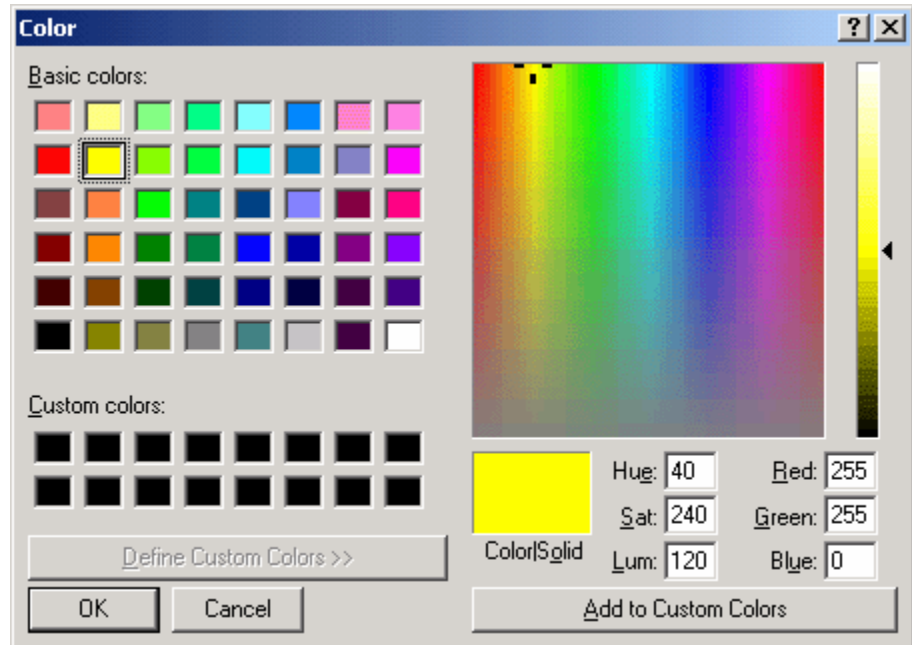 Color
? ×
Basic colors:
Custom colors:
Define Custom Colors >>
OK
Cancel
Color|Solid
Hue: 40
Sat: 240
Lum: 120
Red: 255
Green: 255
Blue: 0
Add to Custom Colors